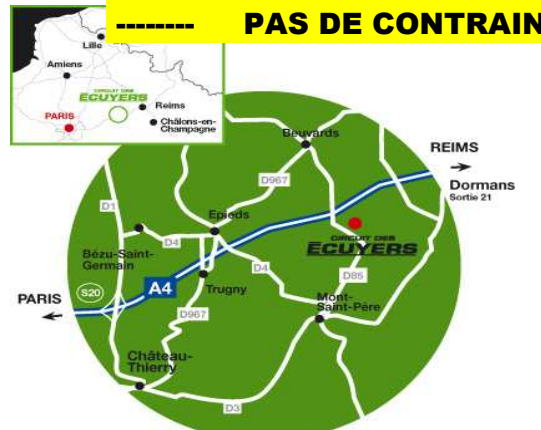 -------- PAS DE CONTRAIN
Lille
Amiens
CIRCUIT DES
ÉCUYERS
Reims
PARIS
Châlons-en-
Champagne
Beuvards
REIMS
Dormans
Sortie 21
D967
D1
Epieds
CIRCUIT DES
ÉCUYERS
D4
Bézu-Saint-
Germain
D4
D85
S20
A4
Trugny
PARIS
Mont-
Saint-Père
D967
Château-
Thierry
D3